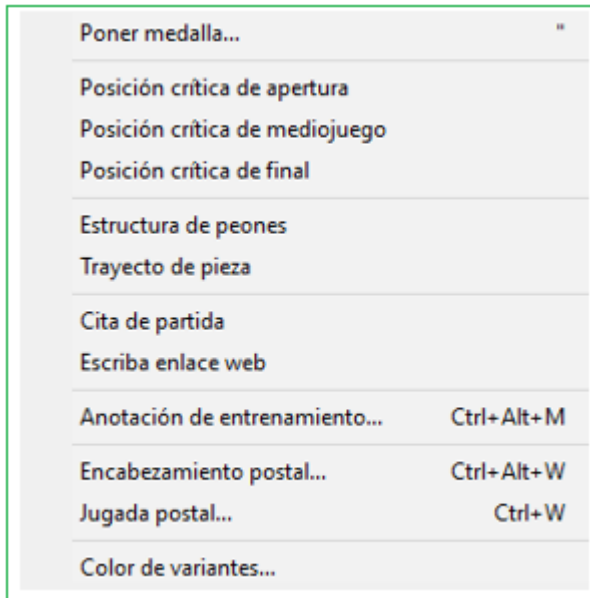 Poner medalla... "
Posición crítica de apertura
Posición crítica de mediojuego
Posición crítica de final
Estructura de peones
Trayecto de pieza
Cita de partida
Escriba enlace web
Anotación de entrenamiento... Ctrl+Alt+M
Encabezamiento postal... Ctrl+Alt+W
Jugada postal... Ctrl+W
Color de variantes...